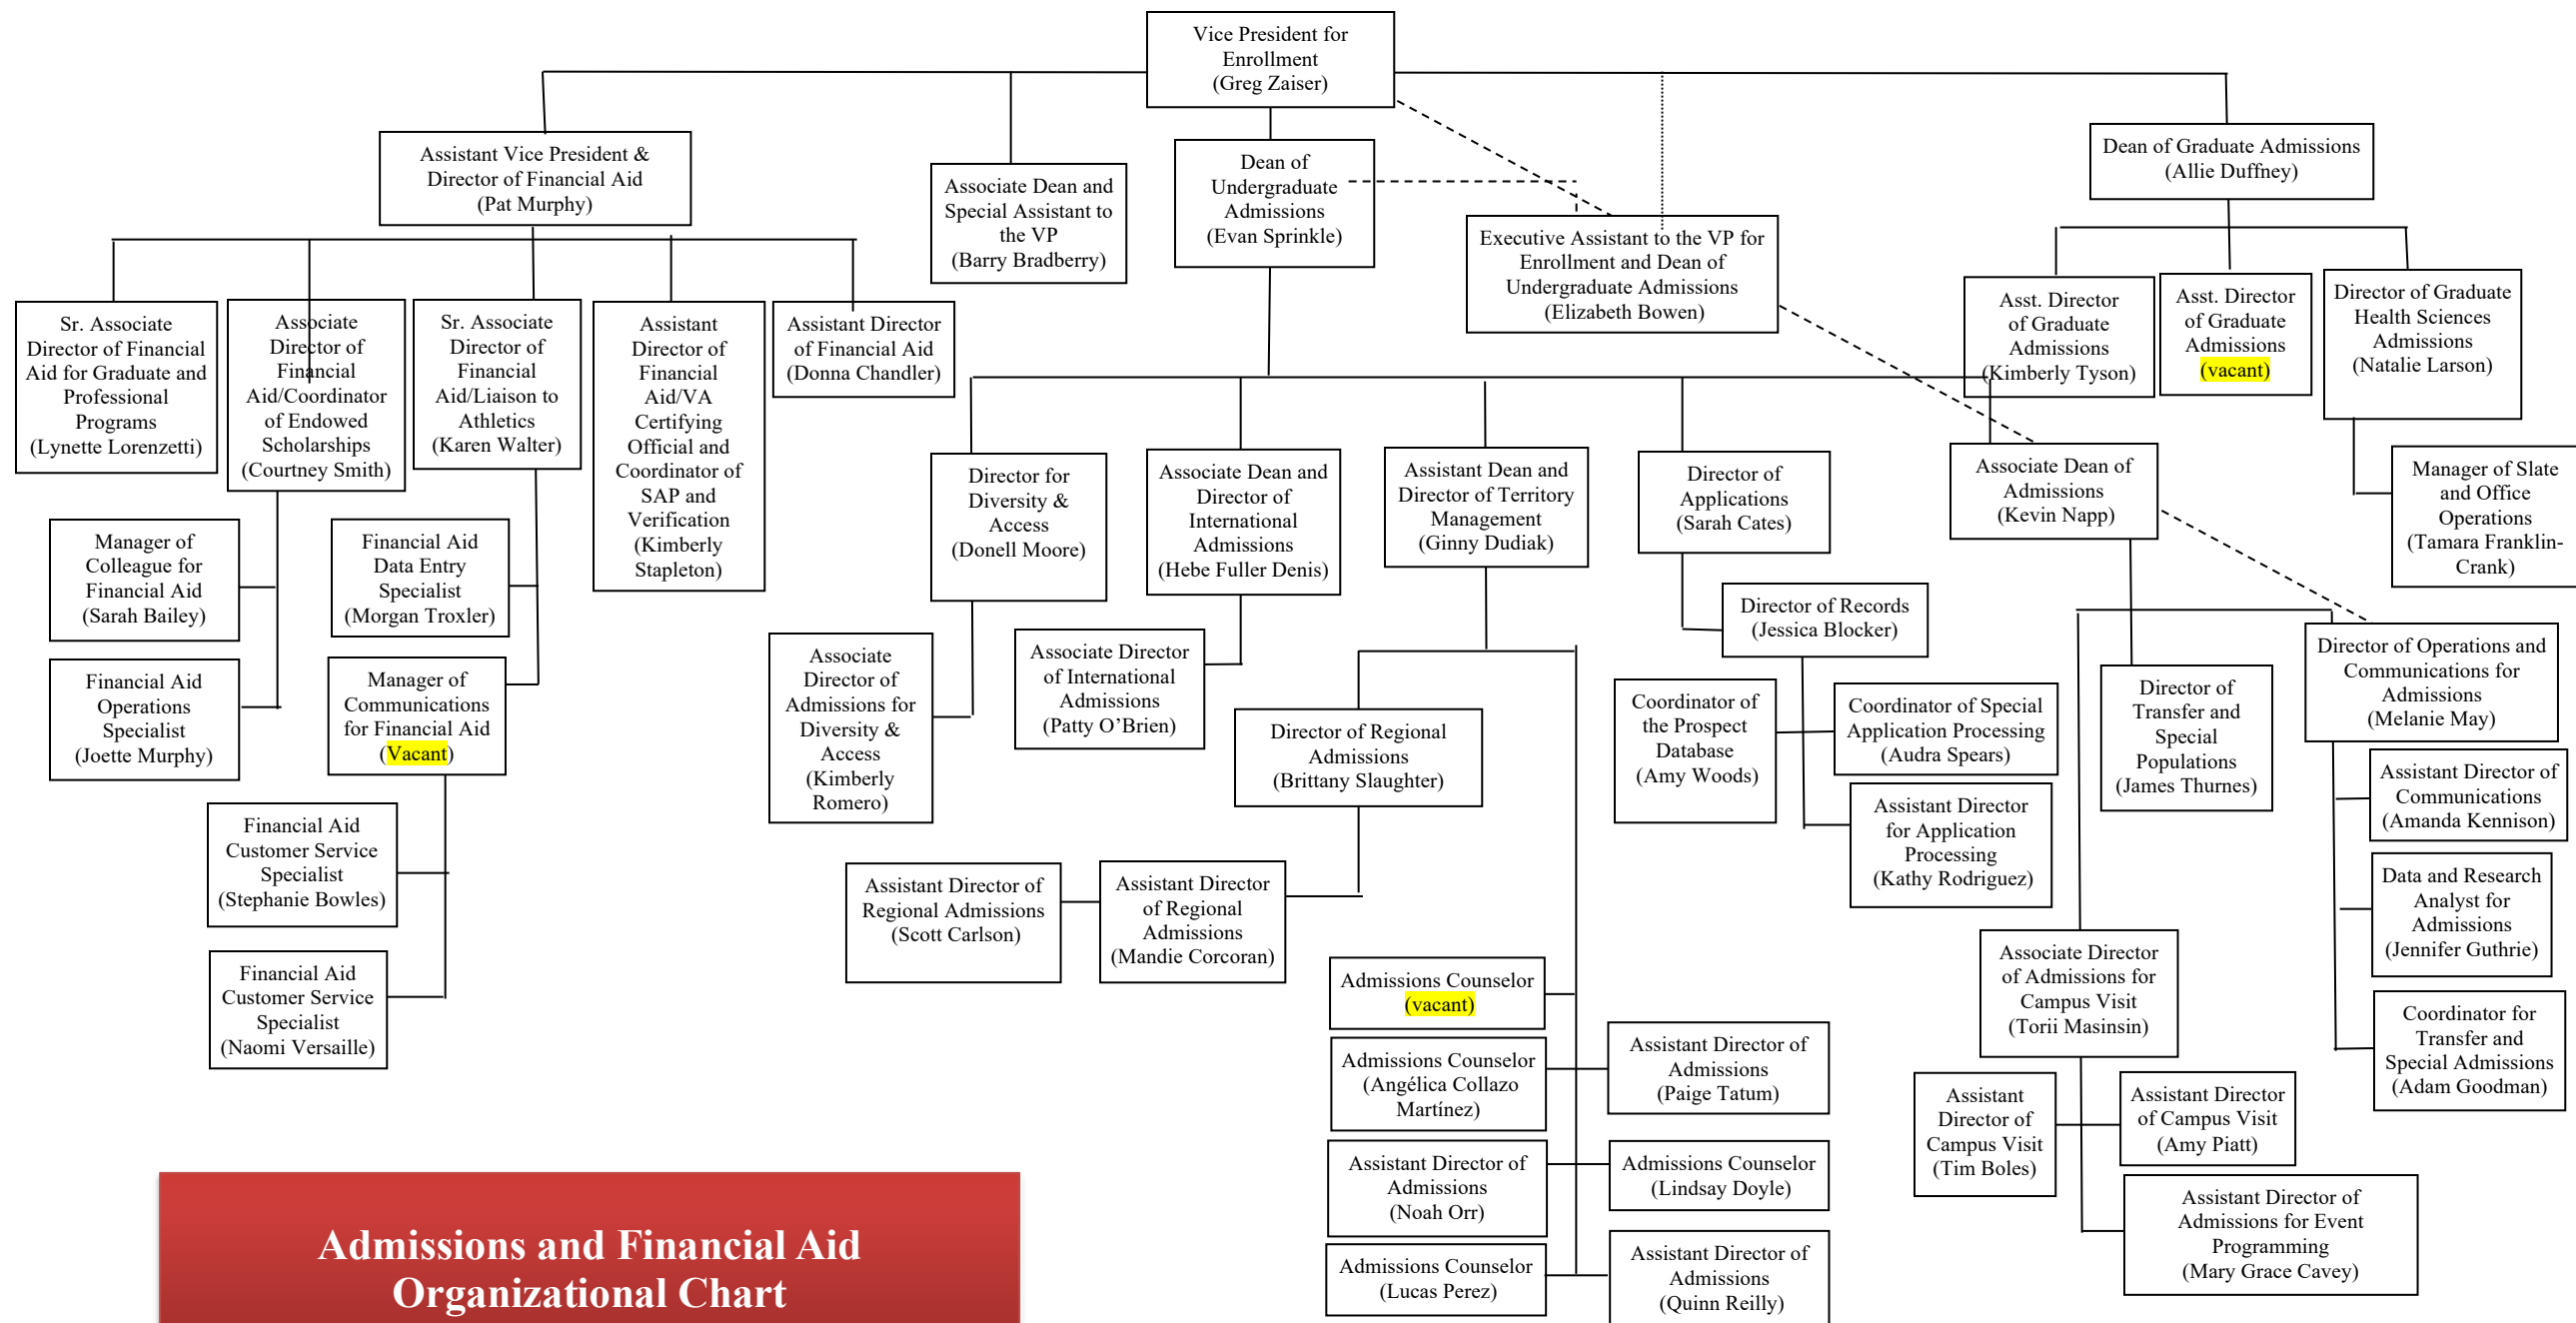 Vice President for
Enrollment
(Greg Zaiser)
Assistant Vice President &
Director of Financial Aid
(Pat Murphy)
Associate Dean and
Special Assistant to
the VP
(Barry Bradberry)
Dean of
Undergraduate
Admissions
(Evan Sprinkle)
Executive Assistant to the VP for
Enrollment and Dean of
Undergraduate Admissions
(Elizabeth Bowen)
Dean of Graduate Admissions
(Allie Duffney)
Sr. Associate
Director of Financial
Aid for Graduate and
Professional
Programs
(Lynette Lorenzetti)
Associate
Director of
Financial
Aid/Coordinator
of Endowed
Scholarships
(Courtney Smith)
Sr. Associate
Director of
Financial
Aid/Liaison to
Athletics
(Karen Walter)
Assistant
Director of
Financial
Aid/VA
Certifying
Official and
Coordinator of
SAP and
Verification
(Kimberly
Stapleton)
Assistant Director
of Financial Aid
(Donna Chandler)
Asst. Director
of Graduate
Admissions
(Kimberly Tyson)
Asst. Director
of Graduate
Admissions
(vacant)
Director of Graduate
Health Sciences
Admissions
(Natalie Larson)
Manager of Slate
and Office
Operations
(Tamara Franklin-
Crank)
Manager of
Colleague for
Financial Aid
(Sarah Bailey)
Financial Aid
Operations
Specialist
(Joette Murphy)
Financial Aid
Data Entry
Specialist
(Morgan Troxler)
Manager of
Communications
for Financial Aid
(Vacant)
Financial Aid
Customer Service
Specialist
(Stephanie Bowles)
Financial Aid
Customer Service
Specialist
(Naomi Versaille)
Director for
Diversity &
Access
(Donell Moore)
Associate Dean and
Director of
International
Admissions
(Hebe Fuller Denis)
Assistant Dean and
Director of Territory
Management
(Ginny Dudiak)
Director of
Applications
(Sarah Cates)
Associate Dean of
Admissions
(Kevin Napp)
Associate
Director of
Admissions for
Diversity &
Access
(Kimberly
Romero)
Associate Director
of International
Admissions
(Patty O’Brien)
Director of Regional
Admissions
(Brittany Slaughter)
Assistant Director of
Regional Admissions
(Scott Carlson)
Assistant Director
of Regional
Admissions
(Mandie Corcoran)
Director of Records
(Jessica Blocker)
Coordinator of
the Prospect
Database
(Amy Woods)
Coordinator of Special
Application Processing
(Audra Spears)
Assistant Director
for Application
Processing
(Kathy Rodriguez)
Director of
Transfer and
Special
Populations
(James Thurnes)
Director of Operations and
Communications for
Admissions
(Melanie May)
Assistant Director of
Communications
(Amanda Kennison)
Data and Research
Analyst for
Admissions
(Jennifer Guthrie)
Coordinator for
Transfer and
Special Admissions
(Adam Goodman)
Admissions Counselor
(vacant)
Admissions Counselor
(Angélica Collazo
Martínez)
Assistant Director of
Admissions
(Paige Tatum)
Assistant Director of
Admissions
(Noah Orr)
Admissions Counselor
(Lindsay Doyle)
Admissions Counselor
(Lucas Perez)
Assistant Director of
Admissions
(Quinn Reilly)
Associate Director
of Admissions for
Campus Visit
(Torii Masinsin)
Assistant
Director of
Campus Visit
(Tim Boles)
Assistant Director
of Campus Visit
(Amy Piatt)
Assistant Director of
Admissions for Event
Programming
(Mary Grace Cavey)
Admissions and Financial Aid
Organizational Chart